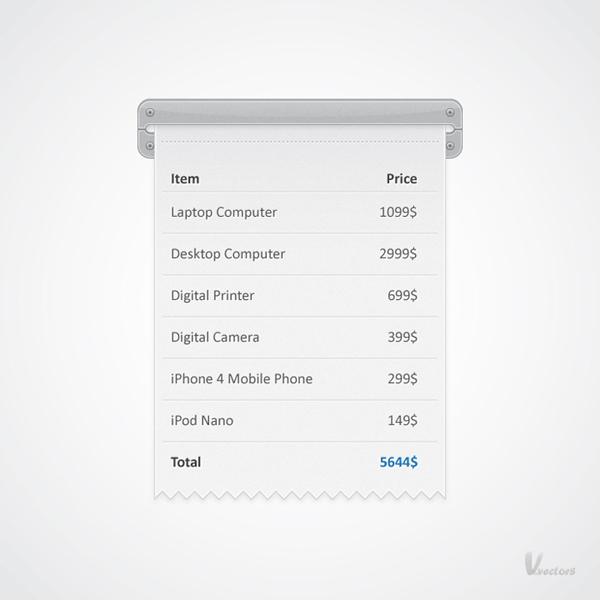 Item Price
Laptop Computer 1099$
Desktop Computer 2999$
Digital Printer 699$
Digital Camera 399$
iPhone 4 Mobile Phone 299$
iPod Nano 149$
Total 5644$
Vvectors